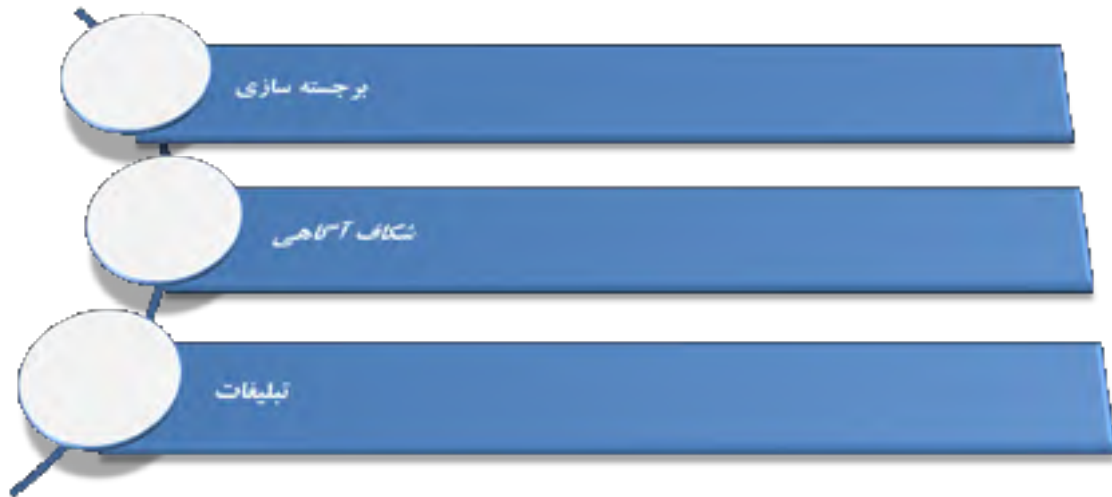 برجسته سازی
شکاف آگاهی
تبلیغات